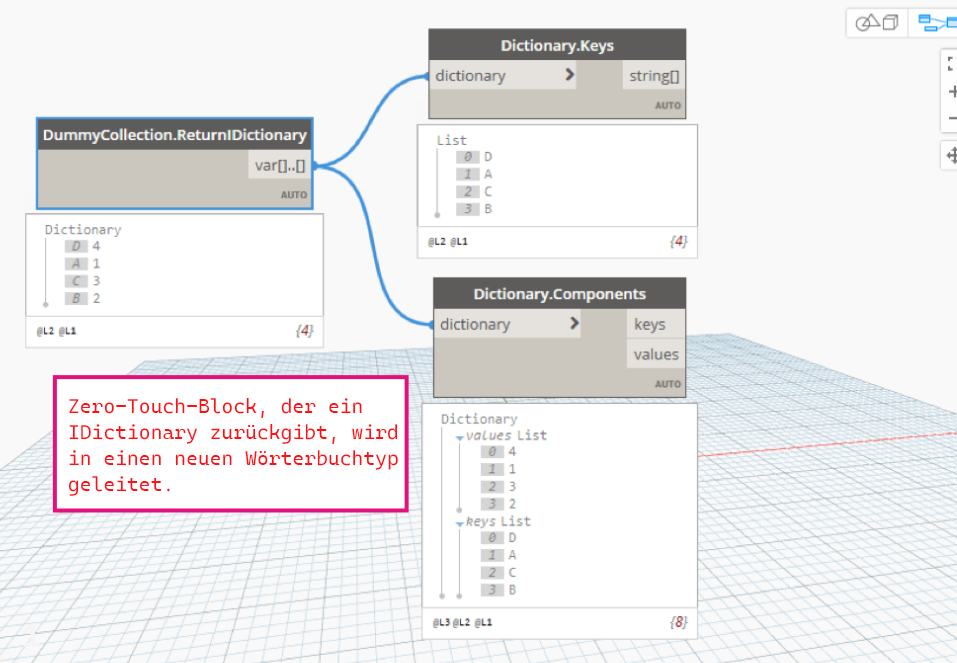 DummyCollection.ReturnIDictionary
var[]..[]
AUTO
Dictionary
D 4
A 1
C 3
B 2
@L2 @L1
{4}
Zero-Touch-Block, der ein
IDictionary zurückgibt, wird
in einen neuen Wörterbuchtyp
geleitet.
Dictionary.Keys
dictionary
string[]
AUTO
List
0 D
1 A
2 C
3 B
@L2 @L1
{4}
Dictionary.Components
dictionary
keys
values
AUTO
Dictionary
values List
0 4
1 1
2 3
3 2
keys List
0 D
1 A
2 C
3 B
@L3 @L2 @L1
{8}